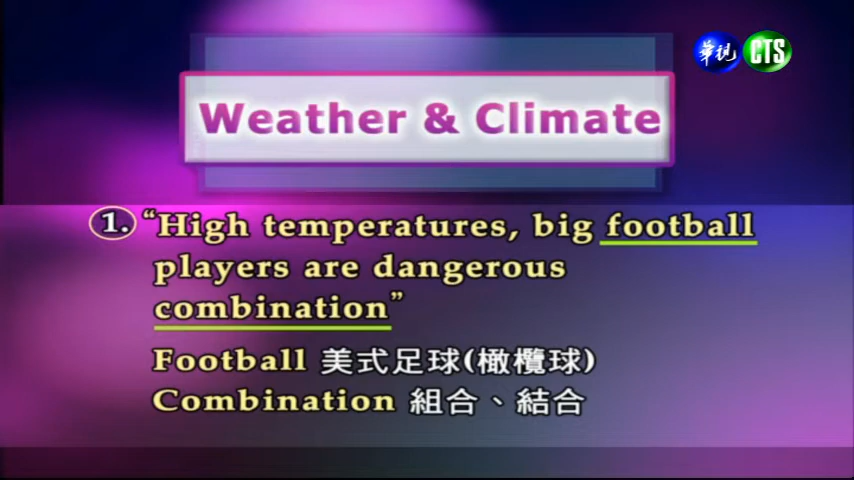 華視 CTS
Weather & Climate
1. “High temperatures, big football
players are dangerous
combination”
Football 美式足球(橄欖球)
Combination 組合、結合